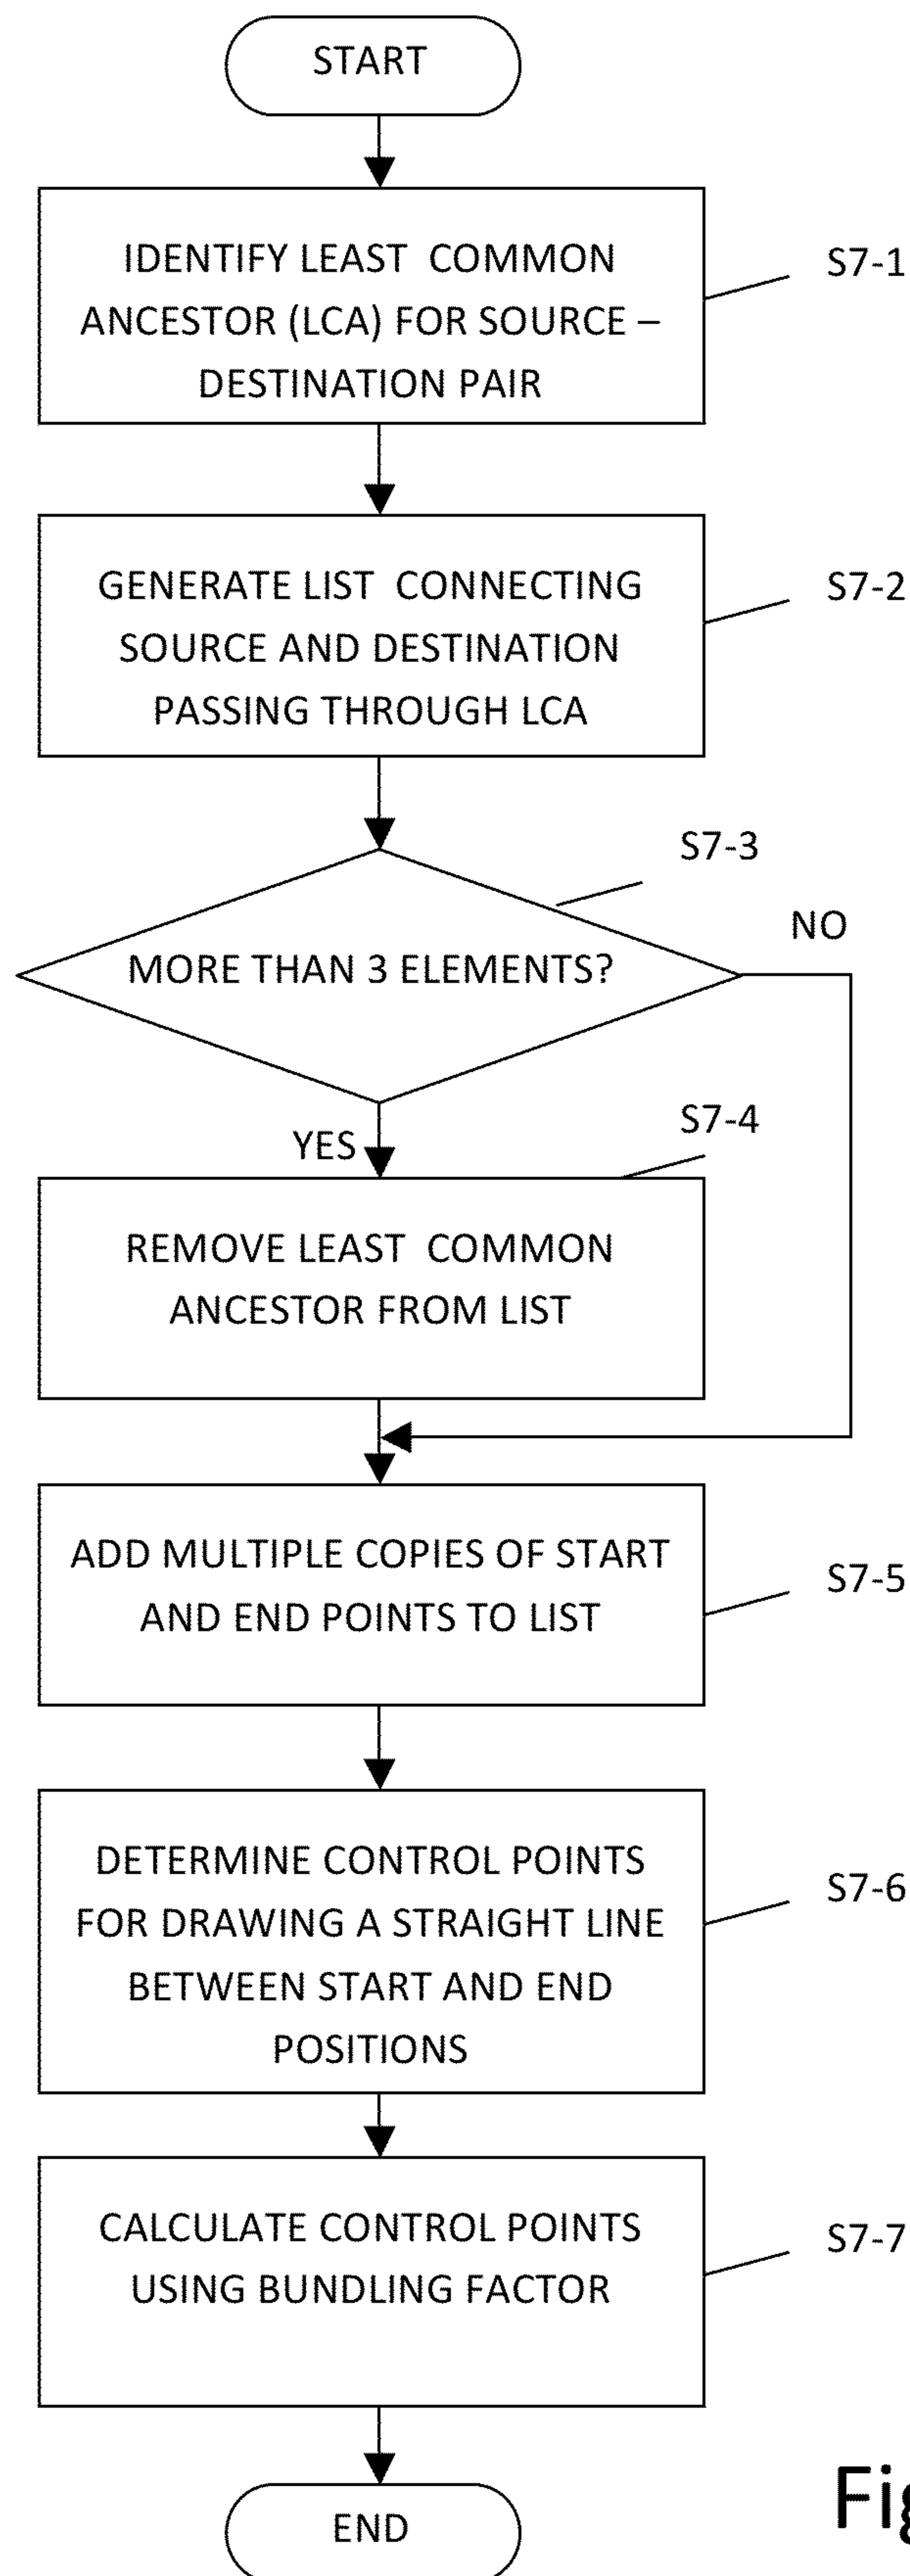 START
IDENTIFY LEAST COMMON
ANCESTOR (LCA) FOR SOURCE –
DESTINATION PAIR
S7-1
GENERATE LIST CONNECTING
SOURCE AND DESTINATION
PASSING THROUGH LCA
S7-2
S7-3
NO
MORE THAN 3 ELEMENTS?
YES
S7-4
REMOVE LEAST COMMON
ANCESTOR FROM LIST
ADD MULTIPLE COPIES OF START
AND END POINTS TO LIST
S7-5
DETERMINE CONTROL POINTS
FOR DRAWING A STRAIGHT LINE
BETWEEN START AND END
POSITIONS
S7-6
CALCULATE CONTROL POINTS
USING BUNDLING FACTOR
S7-7
END
Fig